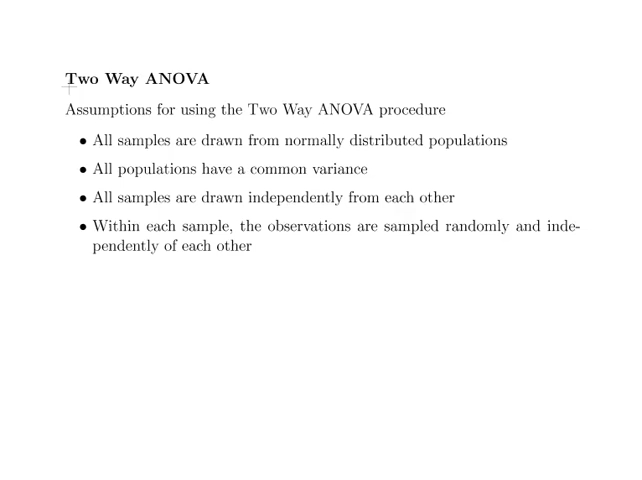 Two Way ANOVA
Assumptions for using the Two Way ANOVA procedure
• All samples are drawn from normally distributed populations
• All populations have a common variance
• All samples are drawn independently from each other
• Within each sample, the observations are sampled randomly and inde-
pendently of each other